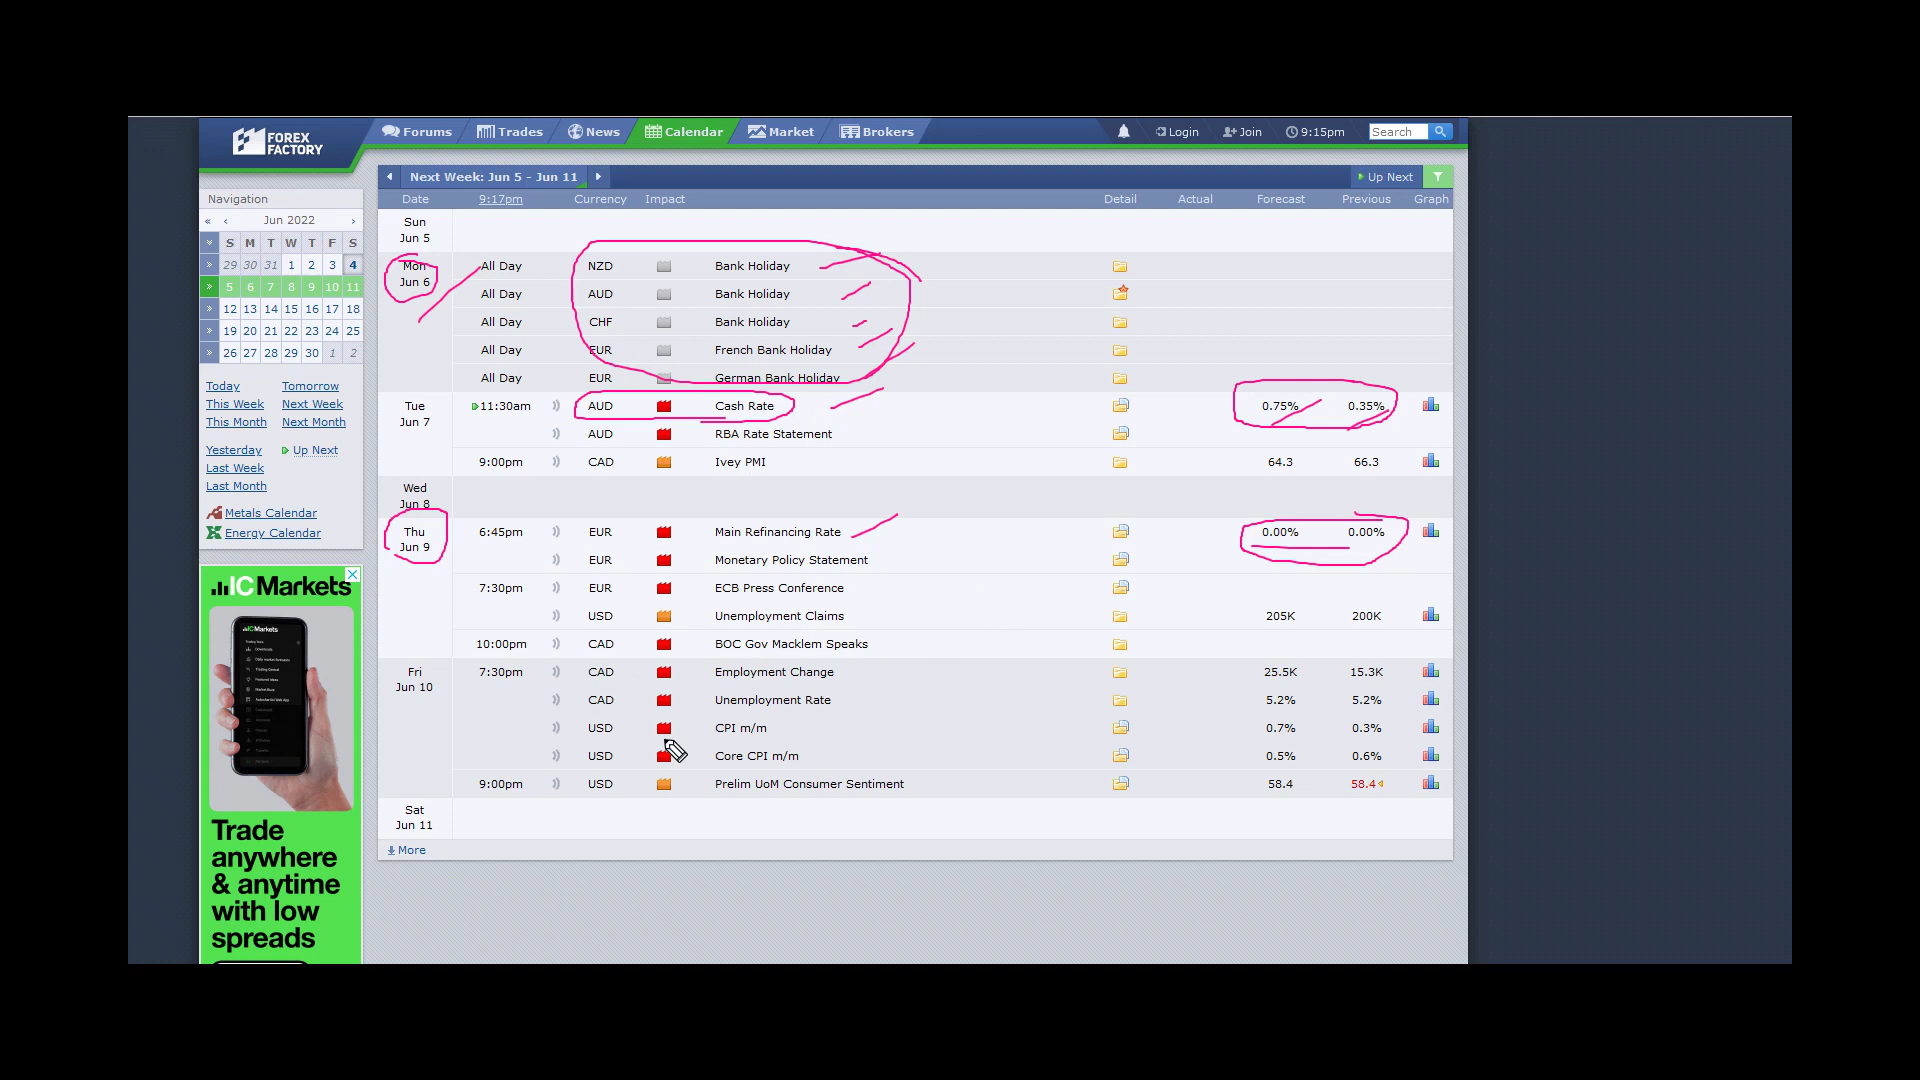 FOREX
FACTORY
Forums Trades News Calendar Market Brokers Login Join 9:15pm Search
Navigation
« ‹ Jun 2022 ›
S M T W T F S
29 30 31 1 2 3 4
5 6 7 8 9 10 11
12 13 14 15 16 17 18
19 20 21 22 23 24 25
26 27 28 29 30 1 2
Today Tomorrow
This Week Next Week
This Month Next Month
Yesterday Up Next
Last Week
Last Month
Metals Calendar
Energy Calendar
IC Markets
IC Markets
Trade
anywhere
& anytime
with low
spreads
Next Week: Jun 5 - Jun 11 Up Next
Date 9:17pm Currency Impact Detail Actual Forecast Previous Graph
Sun
Jun 5
Mon
Jun 6
All Day NZD Bank Holiday
All Day AUD Bank Holiday
All Day CHF Bank Holiday
All Day EUR French Bank Holiday
All Day EUR German Bank Holiday
Tue
Jun 7
11:30am AUD Cash Rate 0.75% 0.35%
AUD RBA Rate Statement
9:00pm CAD Ivey PMI 64.3 66.3
Wed
Jun 8
Thu
Jun 9
6:45pm EUR Main Refinancing Rate 0.00% 0.00%
EUR Monetary Policy Statement
7:30pm EUR ECB Press Conference
USD Unemployment Claims 205K 200K
10:00pm CAD BOC Gov Macklem Speaks
Fri
Jun 10
7:30pm CAD Employment Change 25.5K 15.3K
CAD Unemployment Rate 5.2% 5.2%
USD CPI m/m 0.7% 0.3%
USD Core CPI m/m 0.5% 0.6%
9:00pm USD Prelim UoM Consumer Sentiment 58.4 58.4
Sat
Jun 11
More